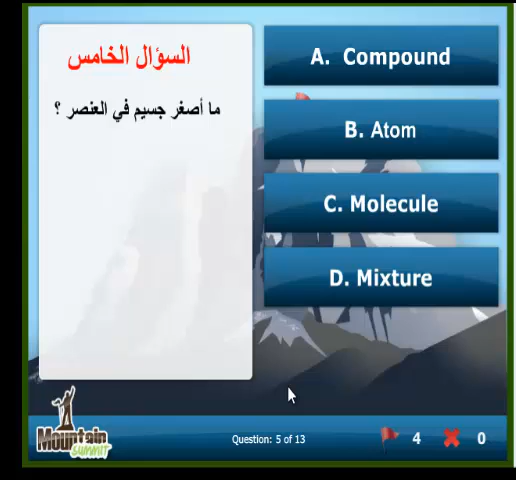 السؤال الخامس
ما أصغر جسيم في العنصر ؟
A. Compound
B. Atom
C. Molecule
D. Mixture
Mountain
SUMMIT
Question: 5 of 13
4
0